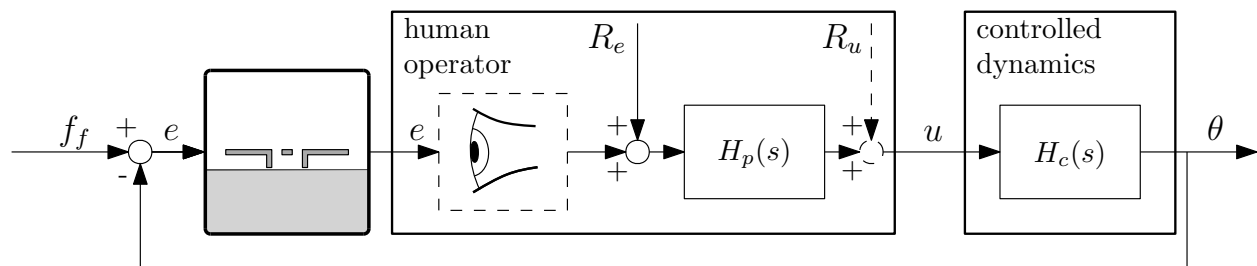 human
operator
R_e
R_u
controlled
dynamics
f_f
+
e
e
+
+
+
+
u
θ
H_p(s)
H_c(s)
-